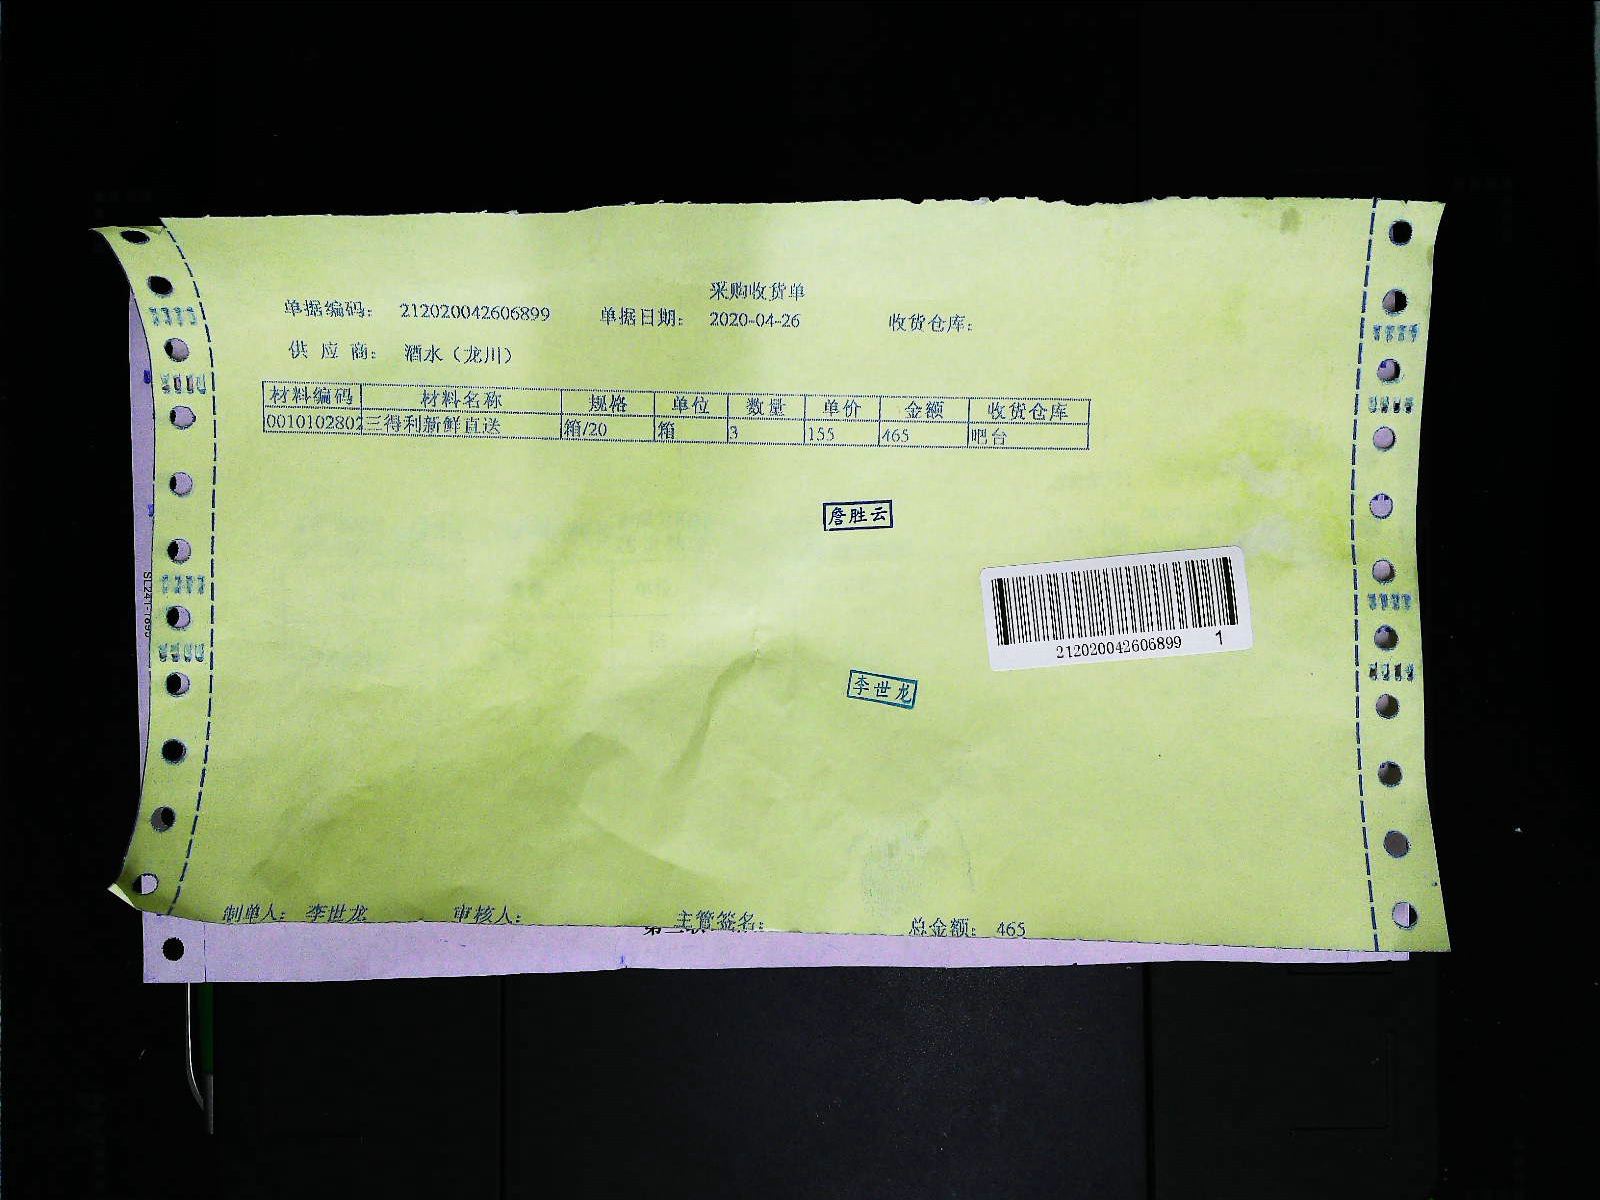 采购收货单
单据编码： 212020042606899 单据日期： 2020-04-26 收货仓库：
供 应 商： 酒水（龙川）
材料编码 材料名称 规格 单位 数量 单价 金额 收货仓库
0010102802 三得利新鲜直送 箱/20 箱 3 155 465 吧台
詹胜云
212020042606899 1
李世龙
制单人： 李世龙 审核人： 主管签名： 总金额： 465